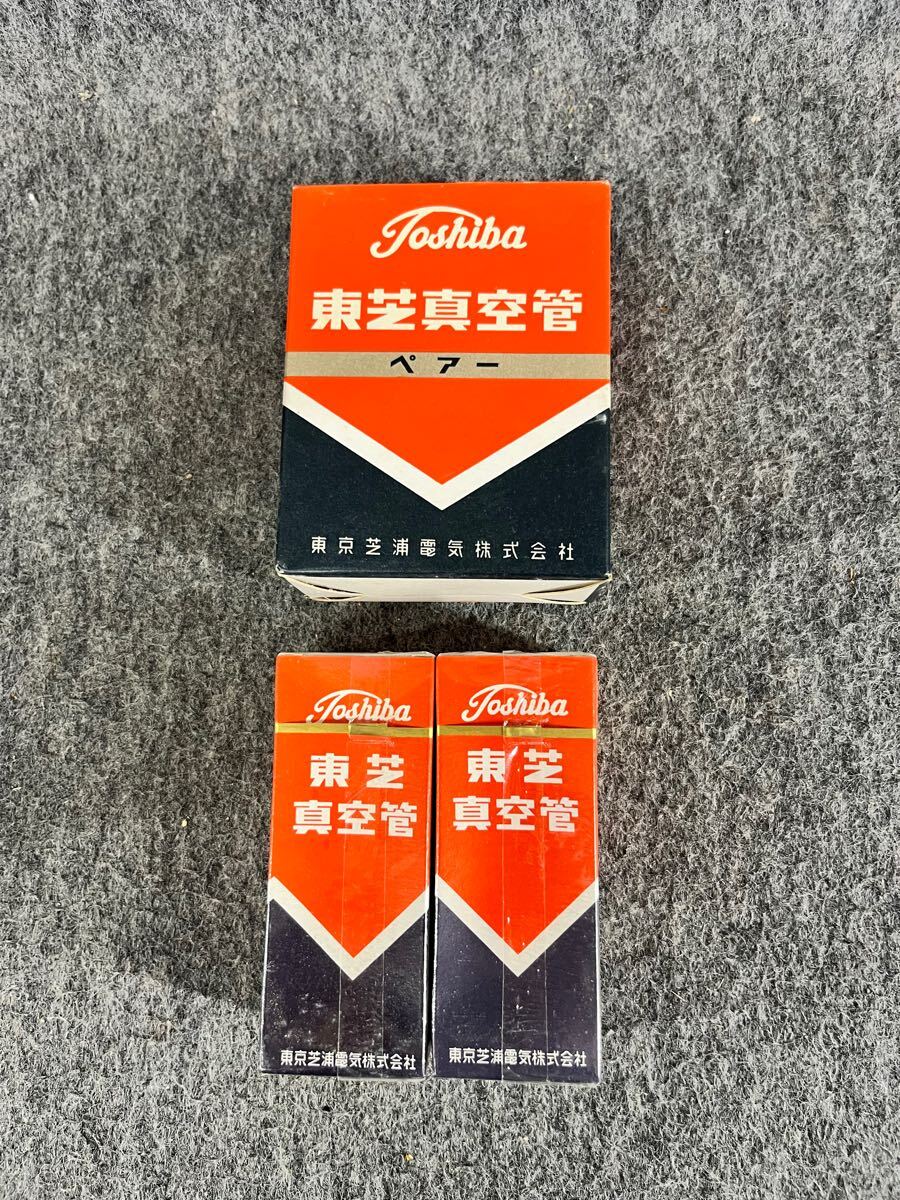 Toshiba
東芝真空管
ペアー
東京芝浦電気株式会社
Toshiba
東芝
真空管
東京芝浦電気株式会社
Toshiba
東芝
真空管
東京芝浦電気株式会社